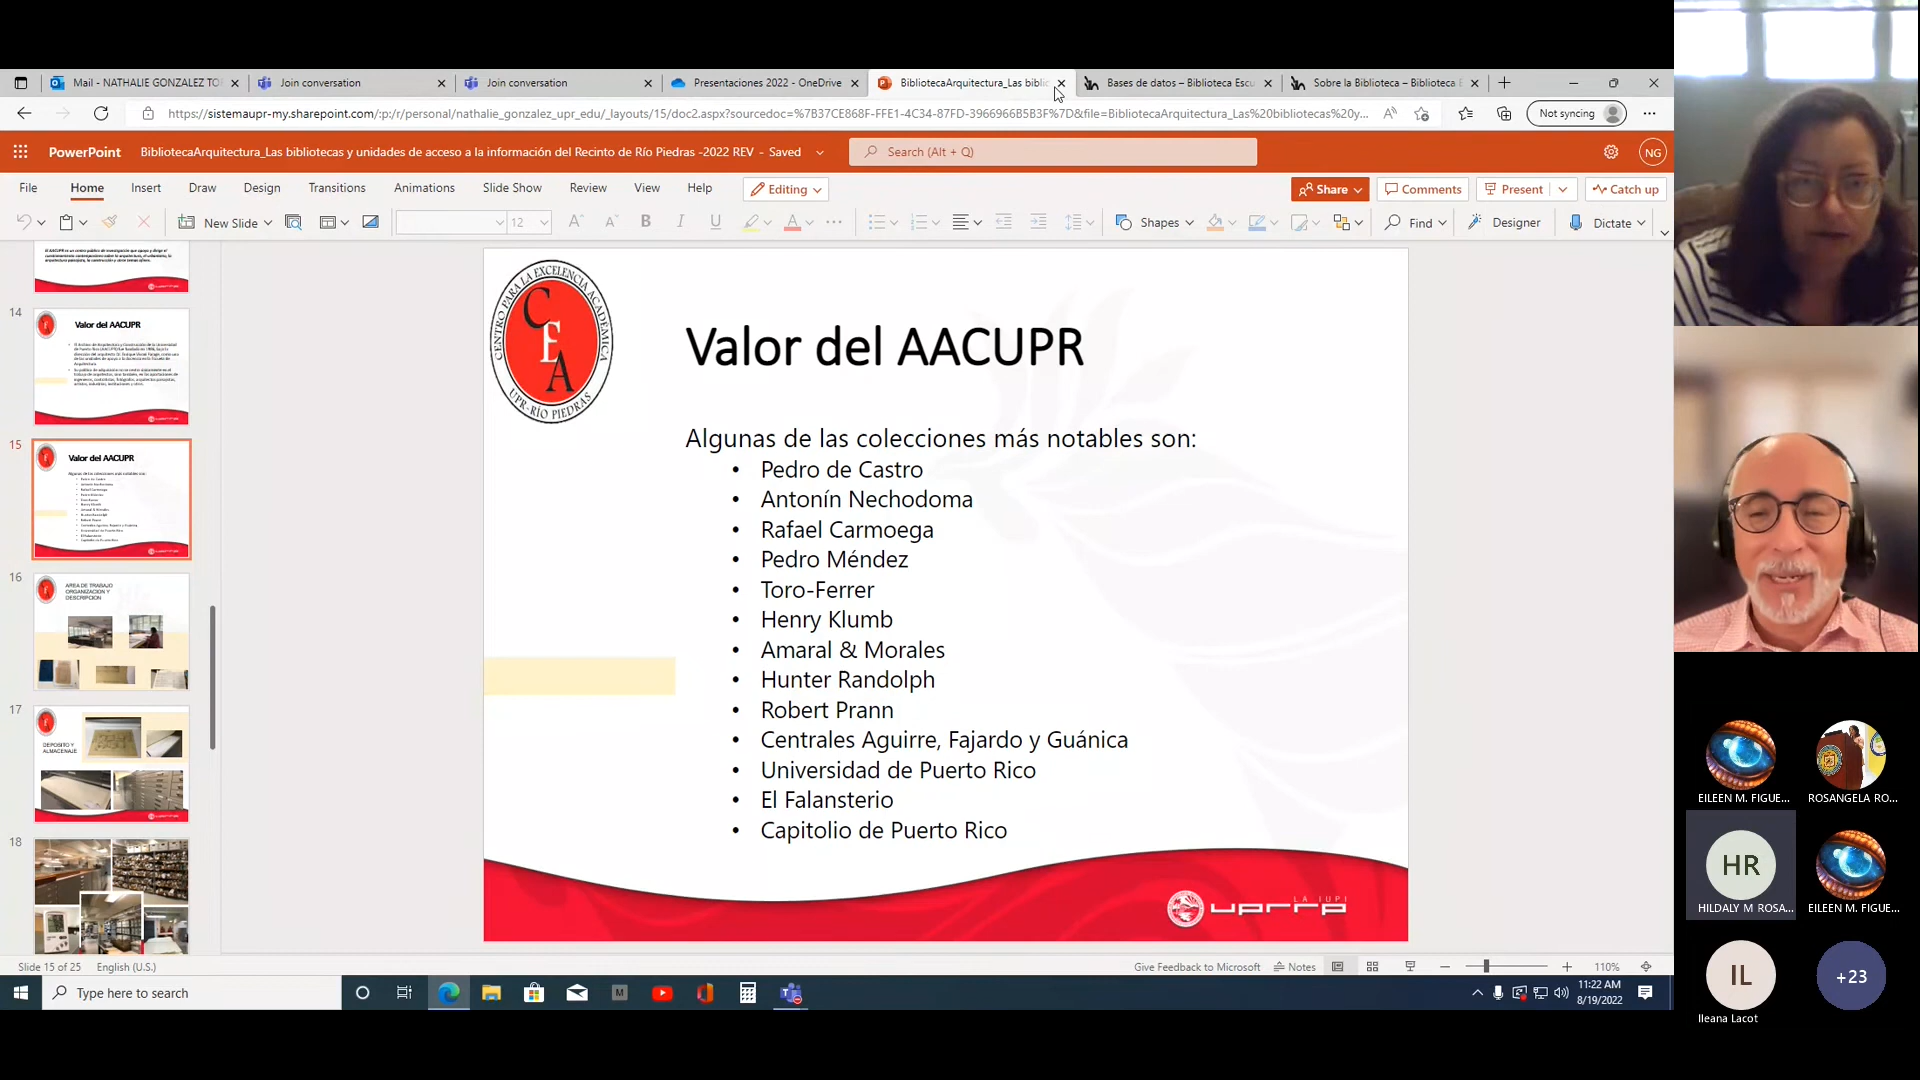 Mail - NATHALIE GONZALEZ TO
Join conversation
Join conversation
Presentaciones 2022 - OneDrive
BibliotecaArquitectura_Las biblio
Bases de datos – Biblioteca Escu
Sobre la Biblioteca – Biblioteca E
https://sistemaupr-my.sharepoint.com/:p:/r/personal/nathalie_gonzalez_upr_edu/_layouts/15/doc2.aspx?sourcedoc=%7B37CE868F-FFE1-4C34-87FD-3966966B5B3F%7D&file=BibliotecaArquitectura_Las%20bibliotecas%20y...
Not syncing
PowerPoint
BibliotecaArquitectura_Las bibliotecas y unidades de acceso a la información del Recinto de Río Piedras -2022 REV - Saved
Search (Alt + Q)
NG
File Home Insert Draw Design Transitions Animations Slide Show Review View Help Editing Share Comments Present Catch up
New Slide 12 B I U A Shapes Find Designer Dictate
14
Valor del AACUPR
15
Valor del AACUPR
16
AREA DE TRABAJO
ORGANIZACION Y
DESCRIPCION
17
DEPOSITO Y
ALMACENAJE
18
CENTRO PARA LA EXCELENCIA ACADÉMICA
CEA
UPR-RÍO PIEDRAS
Valor del AACUPR
Algunas de las colecciones más notables son:
• Pedro de Castro
• Antonín Nechodoma
• Rafael Carmoega
• Pedro Méndez
• Toro-Ferrer
• Henry Klumb
• Amaral & Morales
• Hunter Randolph
• Robert Prann
• Centrales Aguirre, Fajardo y Guánica
• Universidad de Puerto Rico
• El Falansterio
• Capitolio de Puerto Rico
LA IUPI
uprrp
Slide 15 of 25 English (U.S.)
Give Feedback to Microsoft Notes 110%
Type here to search
11:22 AM
8/19/2022
EILEEN M. FIGUE...
ROSANGELA RO...
HR
HILDALY M ROSA...
EILEEN M. FIGUE...
IL
Ileana Lacot
+23